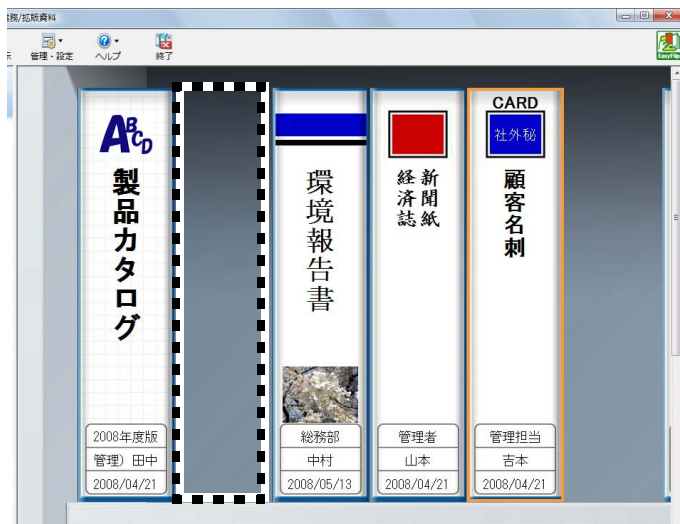 務/拡販資料
示
管理・設定
ヘルプ
終了
EasyFlip
ABCD
製品カタログ
2008年度版
管理）田中
2008/04/21
環境報告書
総務部
中村
2008/05/13
新聞紙
経済誌
管理者
山本
2008/04/21
CARD
社外秘
顧客名刺
管理担当
吉本
2008/04/21